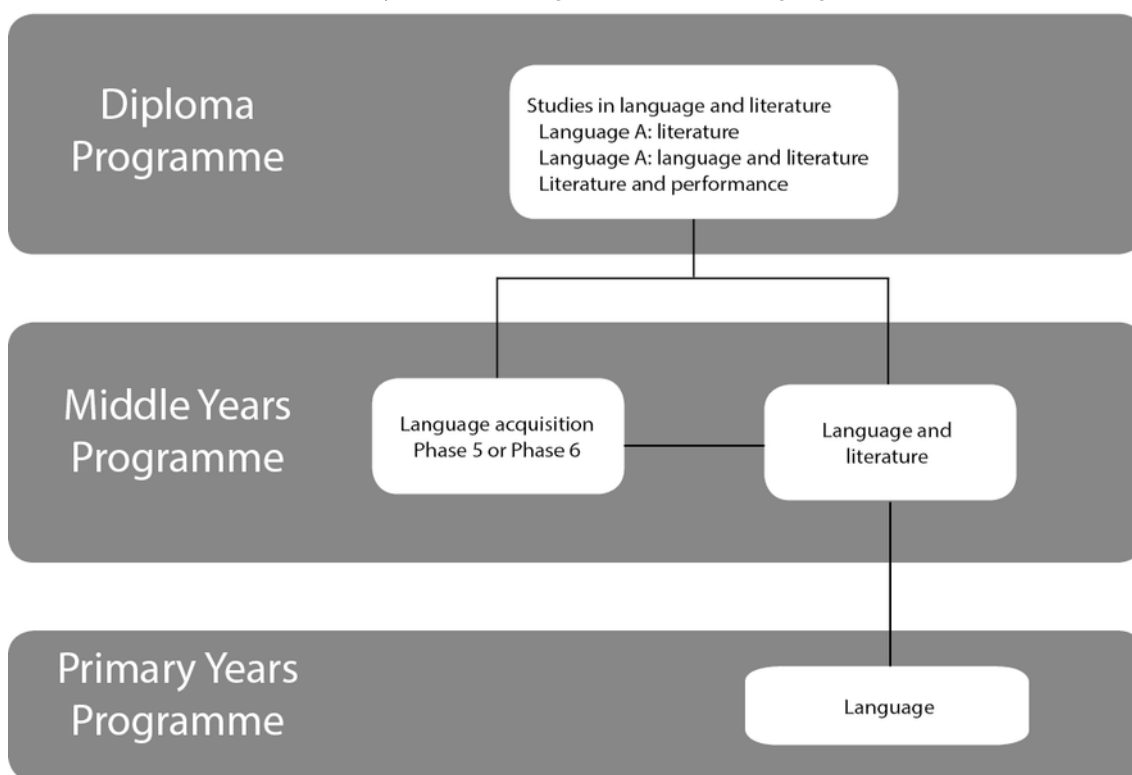 Diploma
Programme
Studies in language and literature
Language A: literature
Language A: language and literature
Literature and performance
Middle Years
Programme
Language acquisition
Phase 5 or Phase 6
Language and
literature
Primary Years
Programme
Language